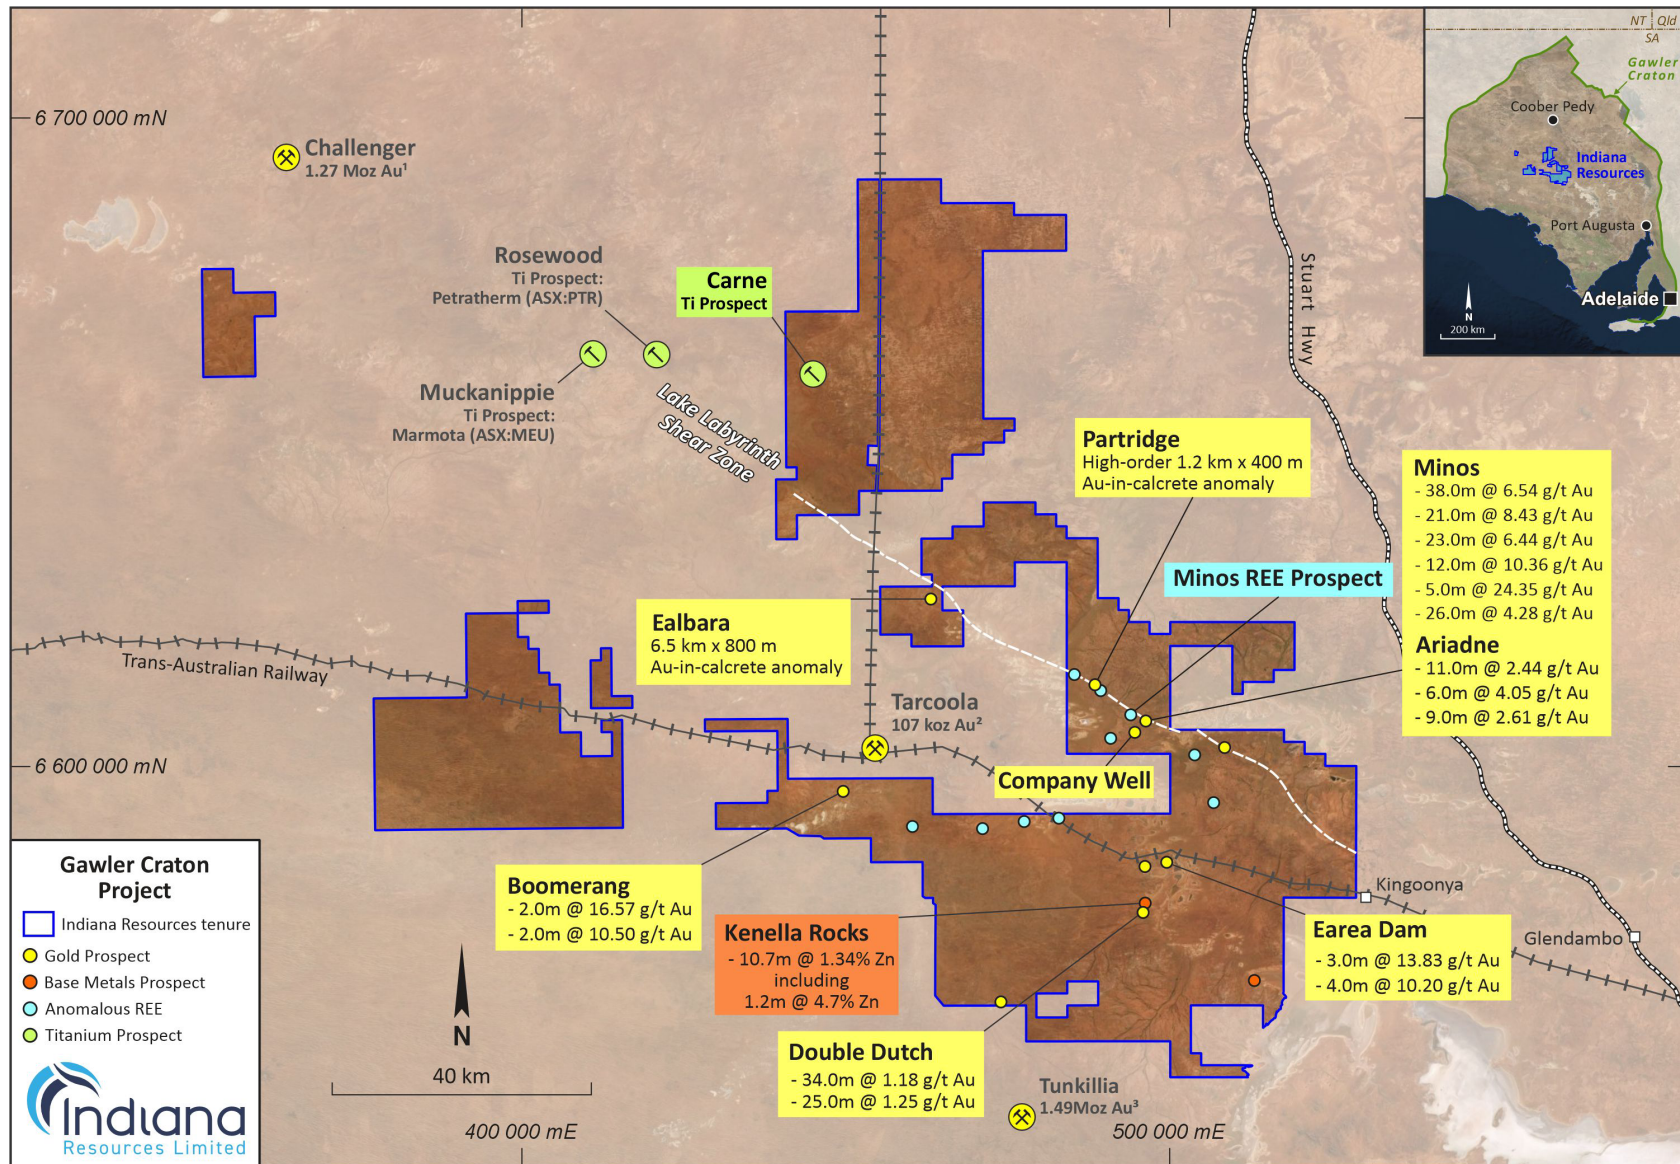 6 700 000 mN
Challenger
1.27 Moz Au¹
Rosewood
Ti Prospect:
Petratherm (ASX:PTR)
Muckanippie
Ti Prospect:
Marmota (ASX:MEU)
Carne
Ti Prospect
Lake Labyrinth
Shear Zone
Stuart Hwy
NT
Qld
SA
Gawler
Craton
Coober Pedy
Indiana
Resources
Port Augusta
Adelaide
N
200 km
Partridge
High-order 1.2 km x 400 m
Au-in-calcrete anomaly
Minos
- 38.0m @ 6.54 g/t Au
- 21.0m @ 8.43 g/t Au
- 23.0m @ 6.44 g/t Au
- 12.0m @ 10.36 g/t Au
- 5.0m @ 24.35 g/t Au
- 26.0m @ 4.28 g/t Au
Ariadne
- 11.0m @ 2.44 g/t Au
- 6.0m @ 4.05 g/t Au
- 9.0m @ 2.61 g/t Au
Minos REE Prospect
Ealbara
6.5 km x 800 m
Au-in-calcrete anomaly
Trans-Australian Railway
Tarcoola
107 koz Au²
6 600 000 mN
Company Well
Boomerang
- 2.0m @ 16.57 g/t Au
- 2.0m @ 10.50 g/t Au
Kenella Rocks
- 10.7m @ 1.34% Zn
including
1.2m @ 4.7% Zn
Kingoonya
Glendambo
Earea Dam
- 3.0m @ 13.83 g/t Au
- 4.0m @ 10.20 g/t Au
Double Dutch
- 34.0m @ 1.18 g/t Au
- 25.0m @ 1.25 g/t Au
Tunkillia
1.49Moz Au³
Gawler Craton
Project
Indiana Resources tenure
Gold Prospect
Base Metals Prospect
Anomalous REE
Titanium Prospect
Indiana
Resources Limited
N
40 km
400 000 mE
500 000 mE